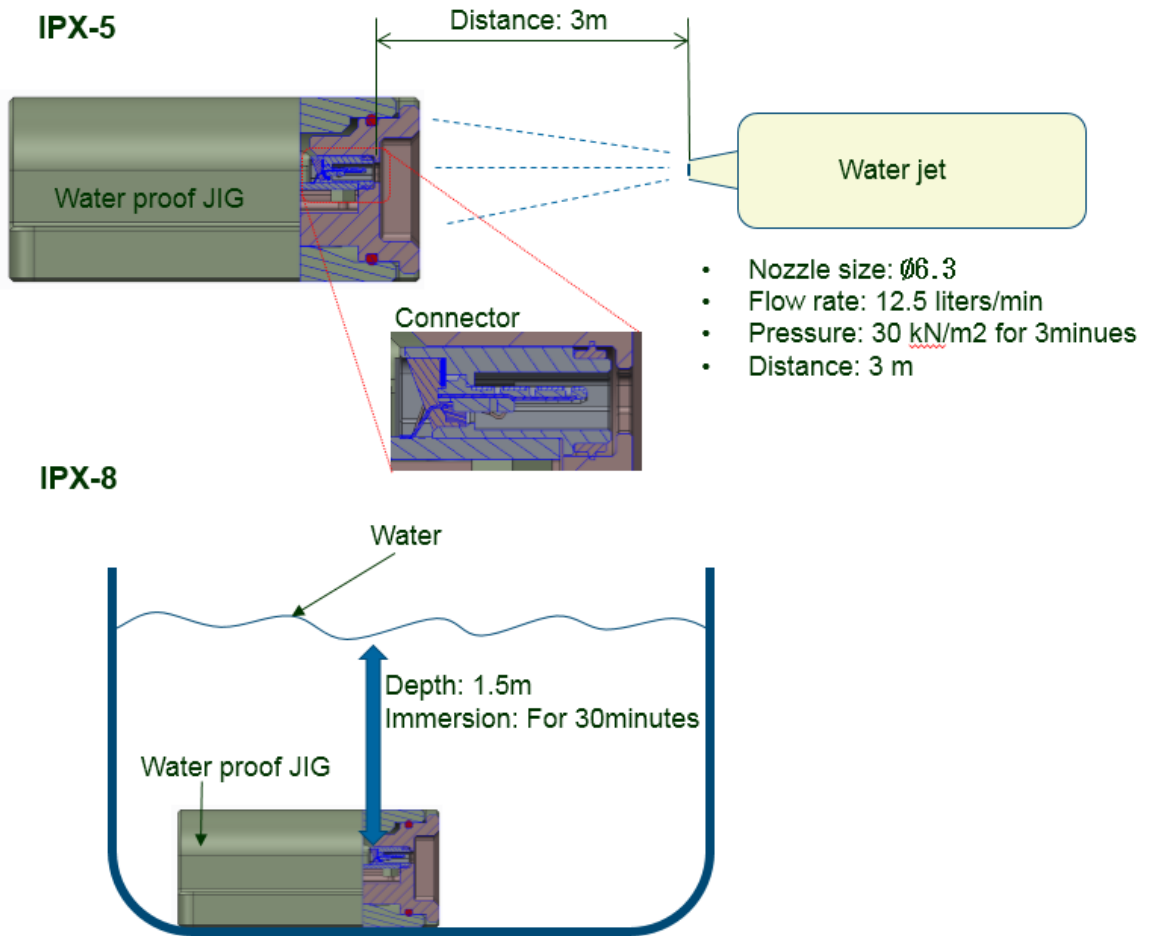 IPX-5
Distance: 3m
Water proof JIG
Water jet
• Nozzle size: Ø6.3
• Flow rate: 12.5 liters/min
• Pressure: 30 kN/m2 for 3minues
• Distance: 3 m
Connector
IPX-8
Water
Depth: 1.5m
Immersion: For 30minutes
Water proof JIG